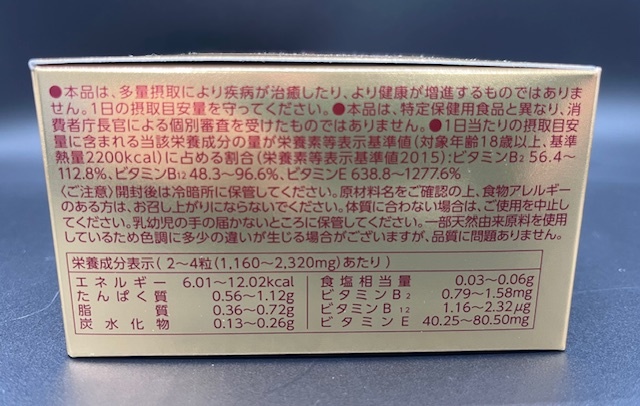 ●本品は、多量摂取により疾病が治癒したり、より健康が増進するものではありま
せん。1日の摂取目安量を守ってください。●本品は、特定保健用食品と異なり、消
費者庁長官による個別審査を受けたものではありません。●1日当たりの摂取目安
量に含まれる当該栄養成分の量が栄養素等表示基準値(対象年齢18歳以上、基準
熱量2200kcal)に占める割合(栄養素等表示基準値2015):ビタミンB₂ 56.4〜
112.8%、ビタミンB₁₂ 48.3〜96.6%、ビタミンE 638.8〜1277.6%
〈ご注意〉開封後は冷暗所に保管してください。原材料名をご確認の上、食物アレルギー
のある方は、お召し上がりにならないでください。体質に合わない場合は、ご使用を中止し
てください。乳幼児の手の届かないところに保管してください。一部天然由来原料を使用
しているため色調に多少の違いが生じる場合がございますが、品質に問題ありません。
栄養成分表示(2〜4粒(1,160〜2,320mg)あたり)
エネルギー 6.01〜12.02kcal
たんぱく質 0.56〜1.12g
脂質 0.36〜0.72g
炭水化物 0.13〜0.26g
食塩相当量 0.03〜0.06g
ビタミンB₂ 0.79〜1.58mg
ビタミンB₁₂ 1.16〜2.32μg
ビタミンE 40.25〜80.50mg